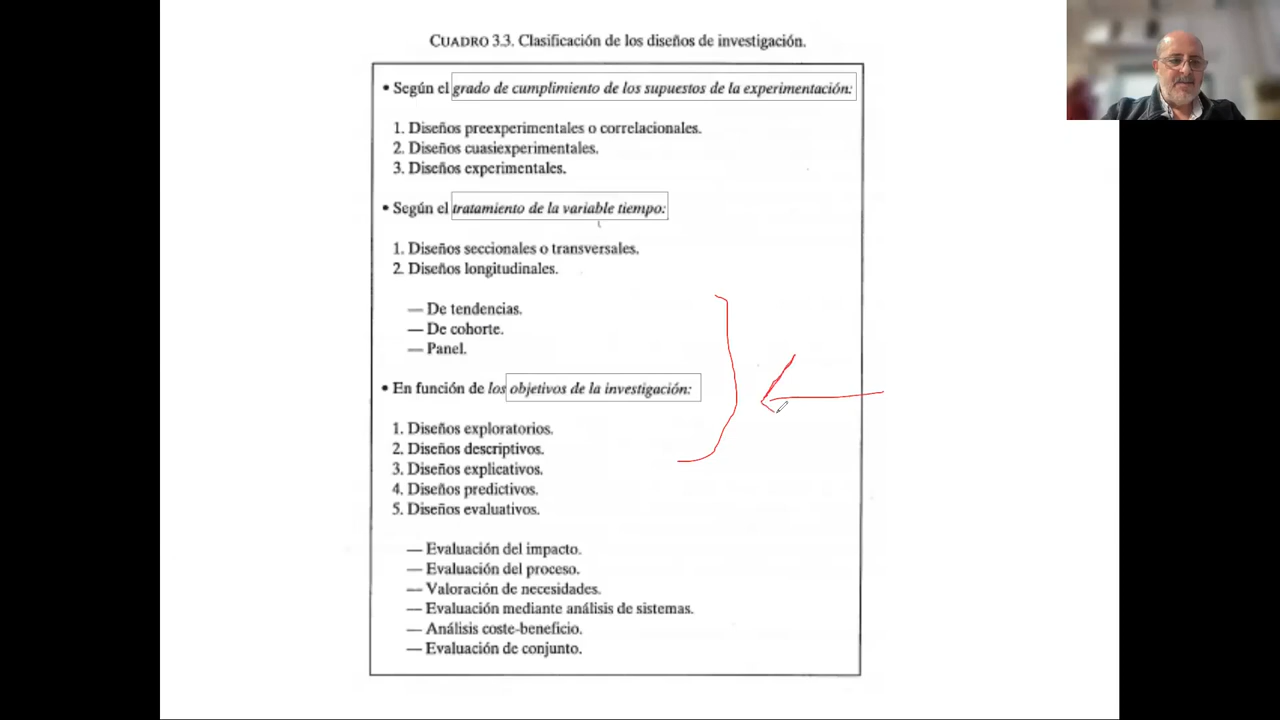 CUADRO 3.3. Clasificación de los diseños de investigación.
• Según el grado de cumplimiento de los supuestos de la experimentación:
1. Diseños preexperimentales o correlacionales.
2. Diseños cuasiexperimentales.
3. Diseños experimentales.
• Según el tratamiento de la variable tiempo:
1. Diseños seccionales o transversales.
2. Diseños longitudinales.
— De tendencias.
— De cohorte.
— Panel.
• En función de los objetivos de la investigación:
1. Diseños exploratorios.
2. Diseños descriptivos.
3. Diseños explicativos.
4. Diseños predictivos.
5. Diseños evaluativos.
— Evaluación del impacto.
— Evaluación del proceso.
— Valoración de necesidades.
— Evaluación mediante análisis de sistemas.
— Análisis coste-beneficio.
— Evaluación de conjunto.